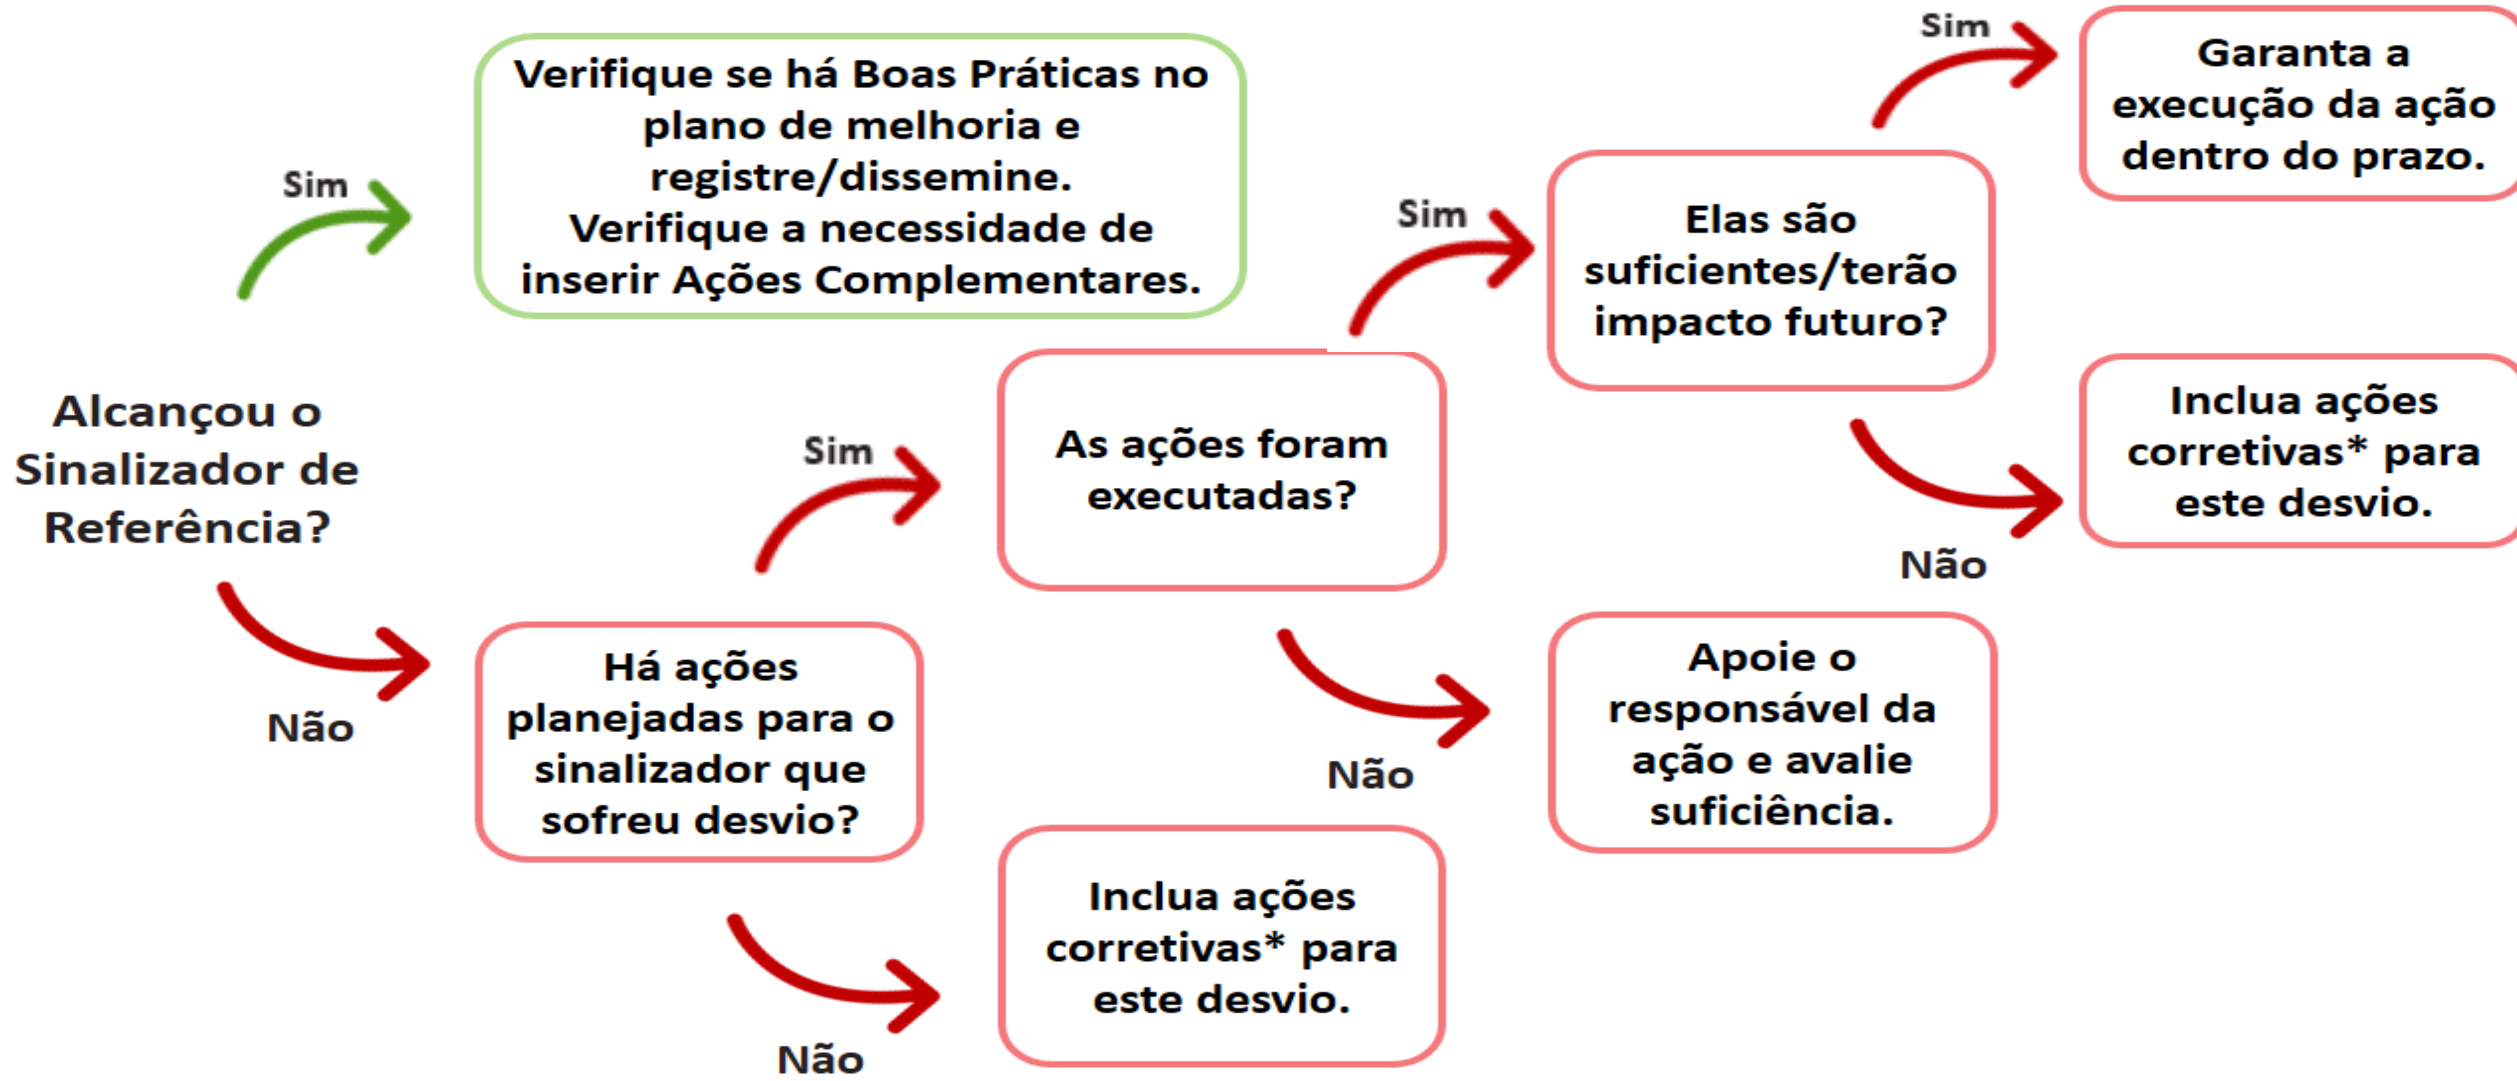 Alcançou o
Sinalizador de
Referência?
Sim
Verifique se há Boas Práticas no
plano de melhoria e
registre/dissemine.
Verifique a necessidade de
inserir Ações Complementares.
Não
Há ações
planejadas para o
sinalizador que
sofreu desvio?
Sim
As ações foram
executadas?
Não
Inclua ações
corretivas* para
este desvio.
Sim
Elas são
suficientes/terão
impacto futuro?
Não
Apoie o
responsável da
ação e avalie
suficiência.
Sim
Garanta a
execução da ação
dentro do prazo.
Não
Inclua ações
corretivas* para
este desvio.